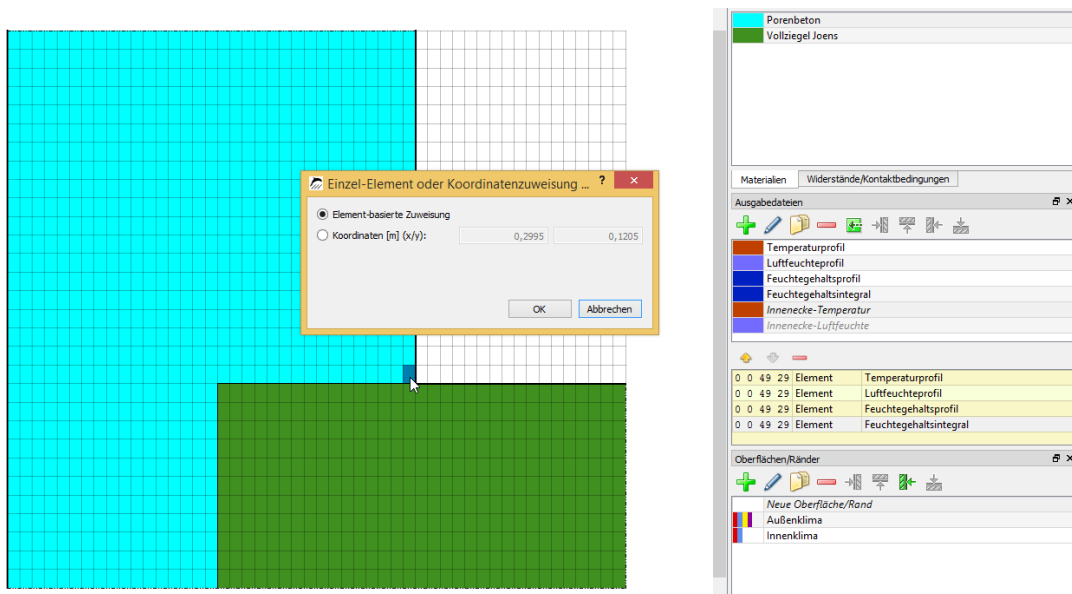 Porenbeton
Vollziegel Joens
Materialien Widerstände/Kontaktbedingungen
Einzel-Element oder Koordinatenzuweisung ... ? ×
Element-basierte Zuweisung
Koordinaten [m] (x/y): 0,2995 0,1205
OK Abbrechen
Ausgabedateien
Temperaturprofil
Luftfeuchteprofil
Feuchtegehaltsprofil
Feuchtegehaltsintegral
Innenecke-Temperatur
Innenecke-Luftfeuchte
0 0 49 29 Element Temperaturprofil
0 0 49 29 Element Luftfeuchteprofil
0 0 49 29 Element Feuchtegehaltsprofil
0 0 49 29 Element Feuchtegehaltsintegral
Oberflächen/Ränder
Neue Oberfläche/Rand
Außenklima
Innenklima